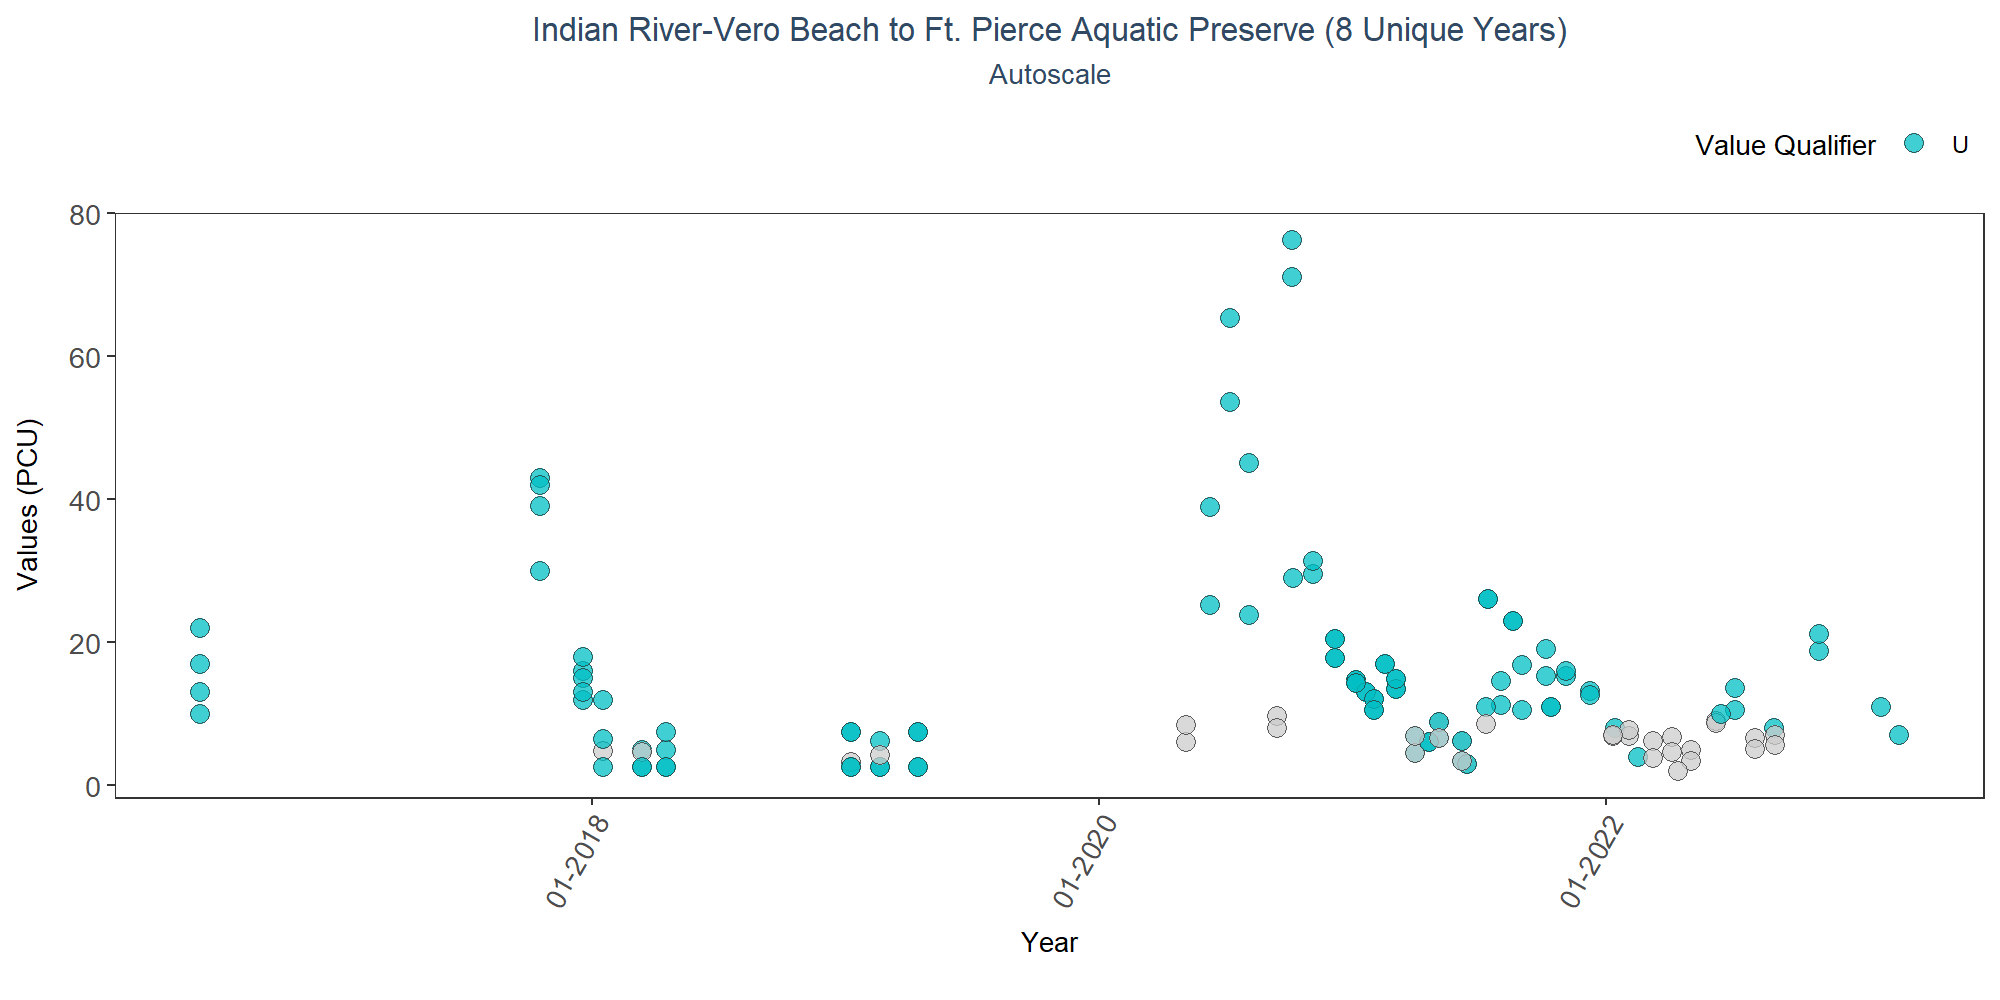 Indian River-Vero Beach to Ft. Pierce Aquatic Preserve (8 Unique Years)
Autoscale
Value Qualifier U
80
60
40
20
0
Values (PCU)
01-2018
01-2020
01-2022
Year